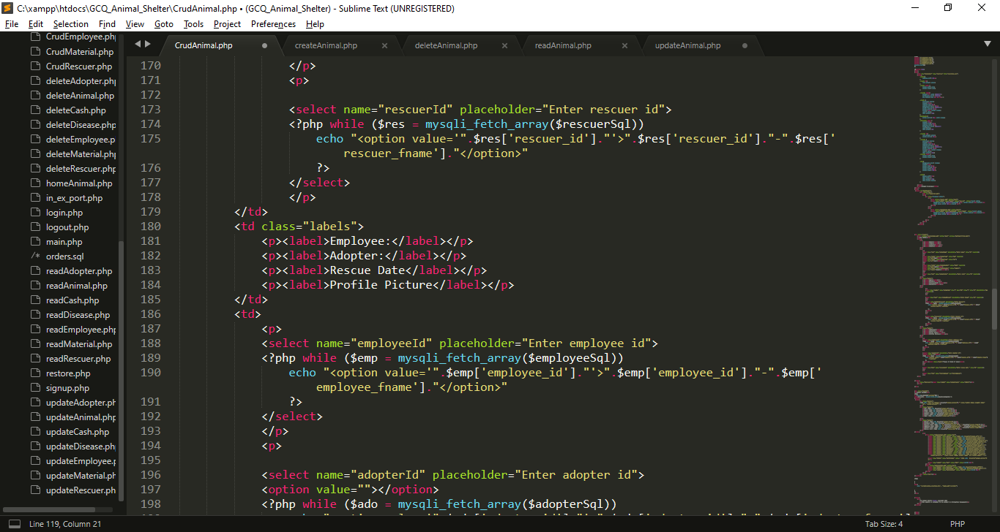 C:\xampp\htdocs\GCQ_Animal_Shelter\CrudAnimal.php • (GCQ_Animal_Shelter) - Sublime Text (UNREGISTERED)
File Edit Selection Find View Goto Tools Project Preferences Help
CrudEmployee.ph
CrudMaterial.php
CrudRescuer.php
deleteAdopter.php
deleteAnimal.php
deleteCash.php
deleteDisease.php
deleteEmployee.p
deleteMaterial.php
deleteRescuer.php
homeAnimal.php
in_ex_port.php
login.php
logout.php
main.php
/* orders.sql
readAdopter.php
readAnimal.php
readCash.php
readDisease.php
readEmployee.php
readMaterial.php
readRescuer.php
restore.php
signup.php
updateAdopter.ph
updateAnimal.php
updateCash.php
updateDisease.ph
updateEmployee.p
updateMaterial.ph
updateRescuer.ph
CrudAnimal.php createAnimal.php deleteAnimal.php readAnimal.php updateAnimal.php
170 </p>
171 <p>
172
173 <select name="rescuerId" placeholder="Enter rescuer id">
174 <?php while ($res = mysqli_fetch_array($rescuerSql))
175 echo "<option value='".$res['rescuer_id']."'>".$res['rescuer_id']."-".$res['
rescuer_fname']."</option>"
176 ?>
177 </select>
178 </p>
179 </td>
180 <td class="labels">
181 <p><label>Employee:</label></p>
182 <p><label>Adopter:</label></p>
183 <p><label>Rescue Date</label></p>
184 <p><label>Profile Picture</label></p>
185 </td>
186 <td>
187 <p>
188 <select name="employeeId" placeholder="Enter employee id">
189 <?php while ($emp = mysqli_fetch_array($employeeSql))
190 echo "<option value='".$emp['employee_id']."'>".$emp['employee_id']."-".$emp['
employee_fname']."</option>"
191 ?>
192 </select>
193 </p>
194 <p>
195
196 <select name="adopterId" placeholder="Enter adopter id">
197 <option value=""></option>
198 <?php while ($ado = mysqli_fetch_array($adopterSql))
Line 119, Column 21 Tab Size: 4 PHP